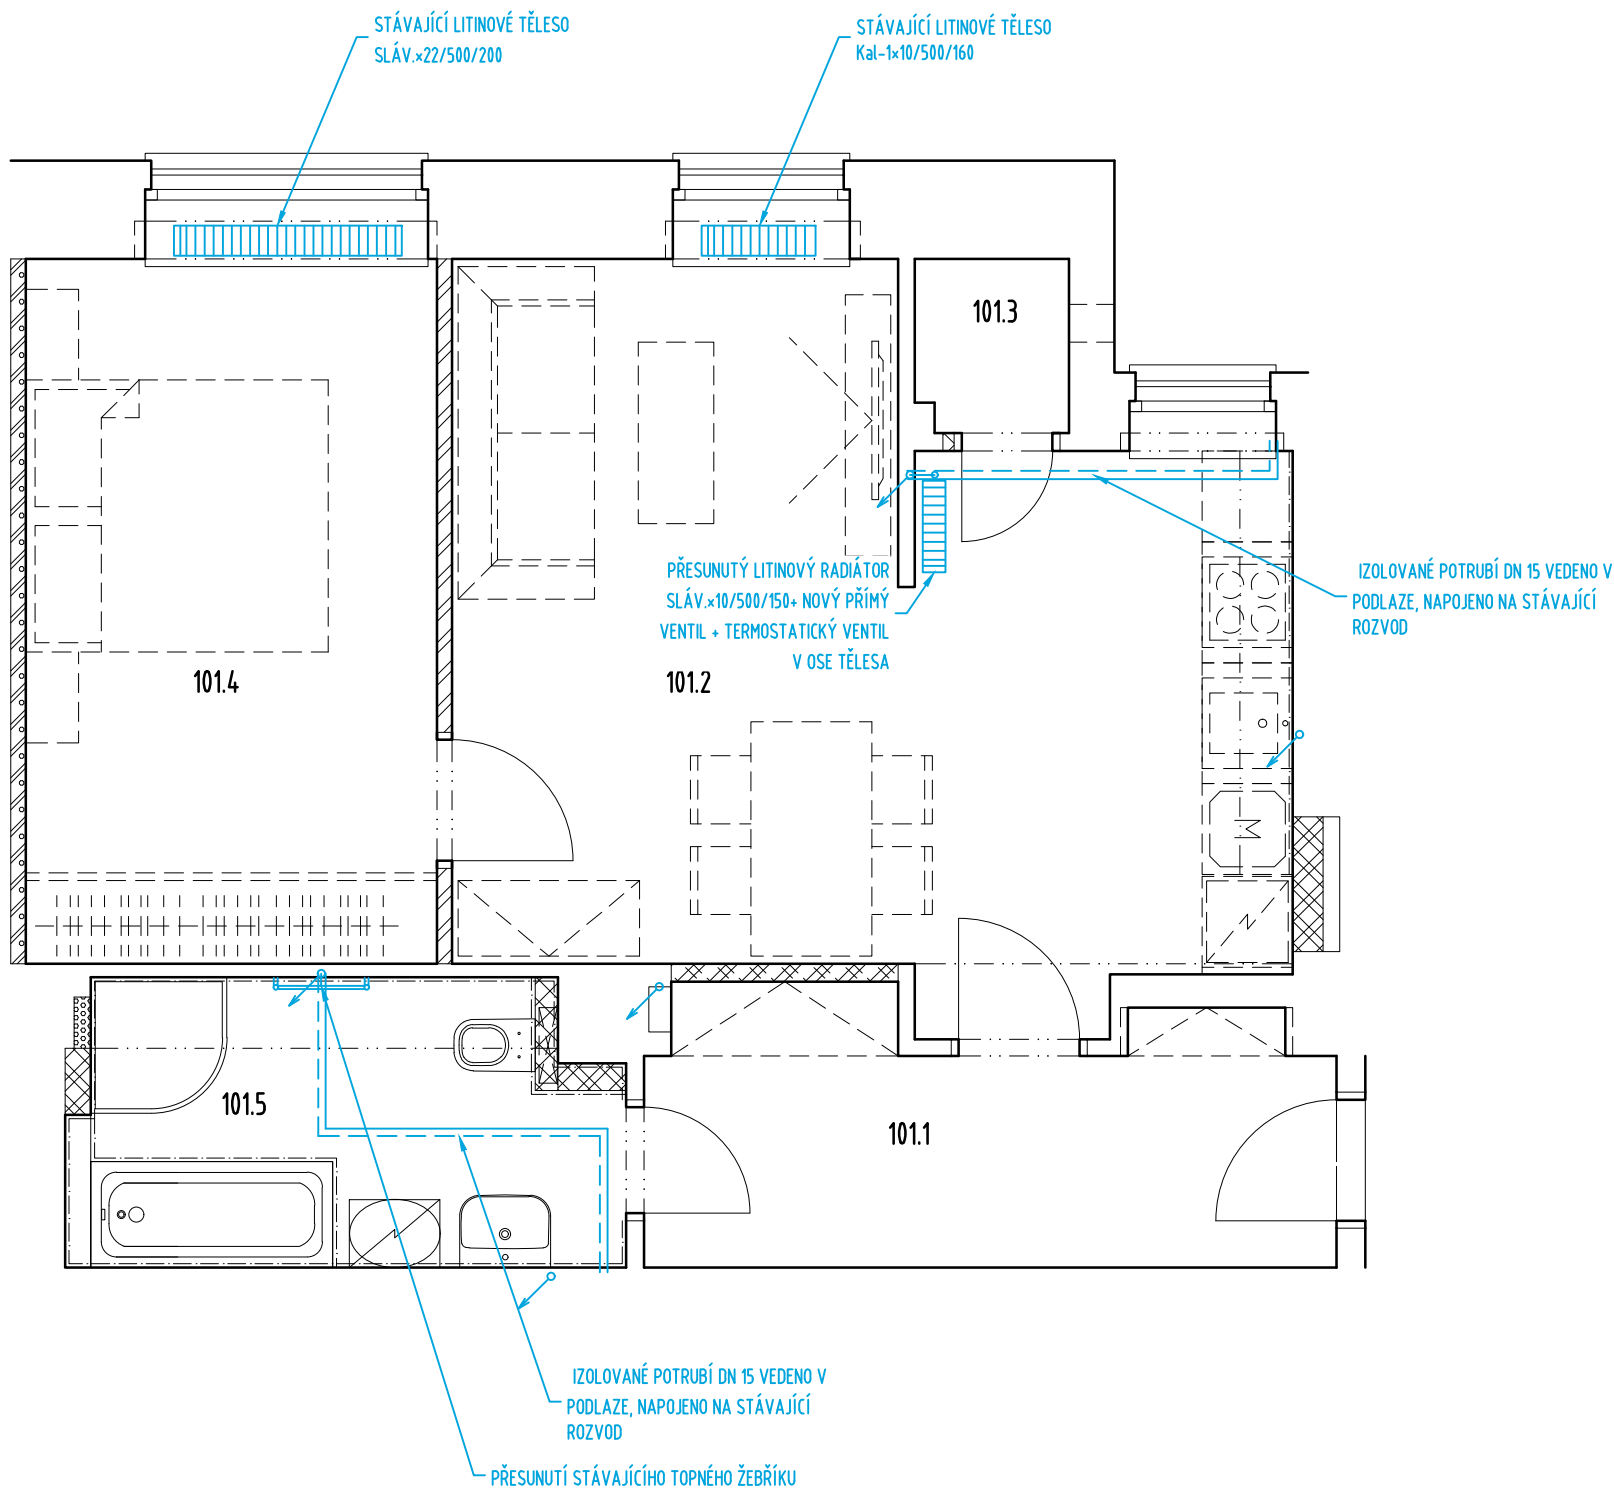 STÁVAJÍCÍ LITINOVÉ TĚLESO
SLÁV.×22/500/200
STÁVAJÍCÍ LITINOVÉ TĚLESO
Kal-1×10/500/160
101.3
PŘESUNUTÝ LITINOVÝ RADIÁTOR
SLÁV.×10/500/150+ NOVÝ PŘÍMÝ
VENTIL + TERMOSTATICKÝ VENTIL
V OSE TĚLESA
IZOLOVANÉ POTRUBÍ DN 15 VEDENO V
PODLAZE, NAPOJENO NA STÁVAJÍCÍ
ROZVOD
101.4
101.2
M
N
101.5
101.1
IZOLOVANÉ POTRUBÍ DN 15 VEDENO V
PODLAZE, NAPOJENO NA STÁVAJÍCÍ
ROZVOD
PŘESUNUTÍ STÁVAJÍCÍHO TOPNÉHO ŽEBŘÍKU